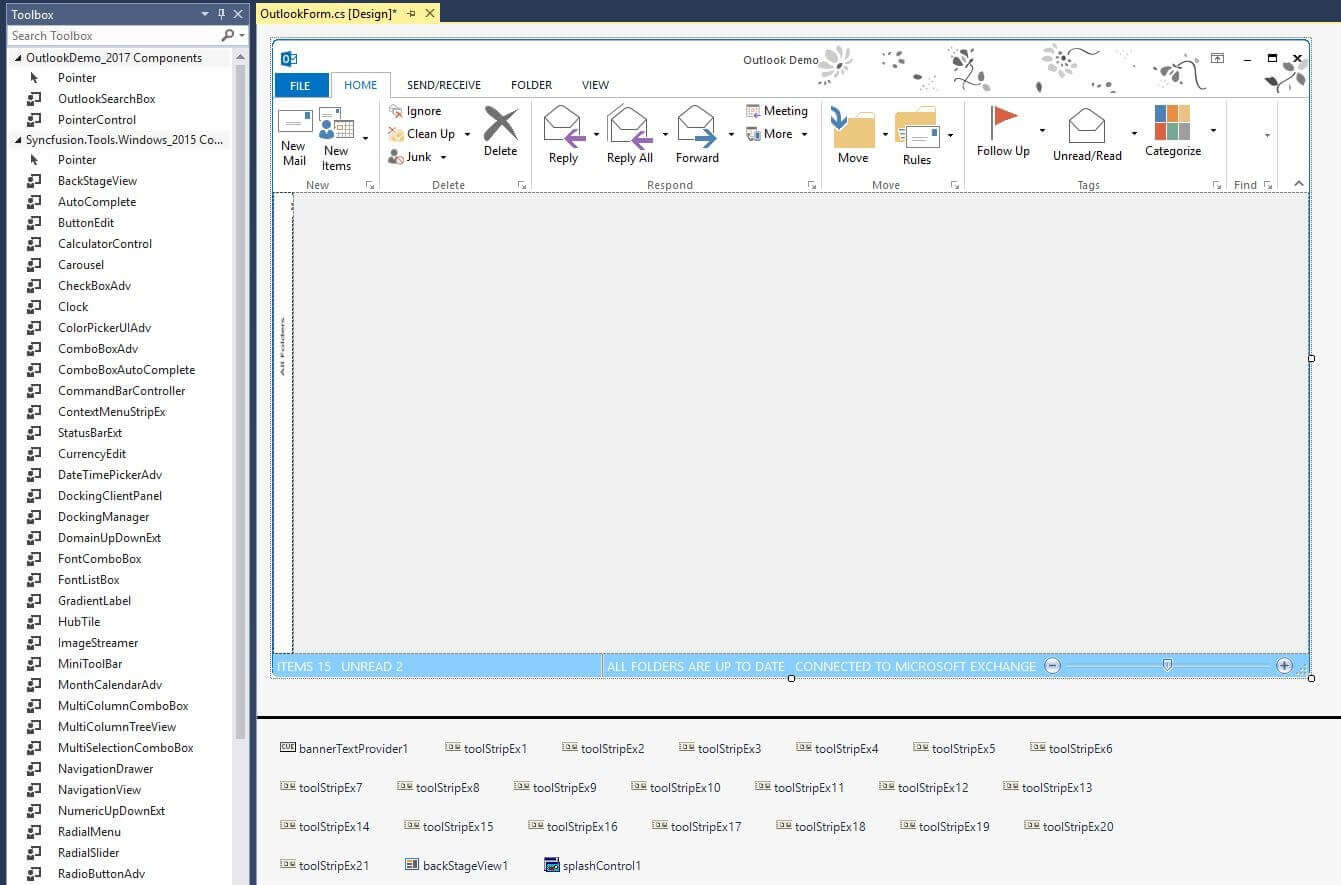 Toolbox
Search Toolbox
OutlookDemo_2017 Components
Pointer
OutlookSearchBox
PointerControl
Syncfusion.Tools.Windows_2015 Co...
Pointer
BackStageView
AutoComplete
ButtonEdit
CalculatorControl
Carousel
CheckBoxAdv
Clock
ColorPickerUIAdv
ComboBoxAdv
ComboBoxAutoComplete
CommandBarController
ContextMenuStripEx
StatusBarExt
CurrencyEdit
DateTimePickerAdv
DockingClientPanel
DockingManager
DomainUpDownExt
FontComboBox
FontListBox
GradientLabel
HubTile
ImageStreamer
MiniToolBar
MonthCalendarAdv
MultiColumnComboBox
MultiColumnTreeView
MultiSelectionComboBox
NavigationDrawer
NavigationView
NumericUpDownExt
RadialMenu
RadialSlider
RadioButtonAdv
OutlookForm.cs [Design]*
Outlook Demo
FILE HOME SEND/RECEIVE FOLDER VIEW
New Mail
New Items
New
Ignore
Clean Up
Junk
Delete
Delete
Reply
Reply All
Forward
Meeting
More
Respond
Move
Rules
Move
Follow Up
Unread/Read
Categorize
Tags
Find
All Folders
ITEMS 15 UNREAD 2 ALL FOLDERS ARE UP TO DATE CONNECTED TO MICROSOFT EXCHANGE
bannerTextProvider1 toolStripEx1 toolStripEx2 toolStripEx3 toolStripEx4 toolStripEx5 toolStripEx6
toolStripEx7 toolStripEx8 toolStripEx9 toolStripEx10 toolStripEx11 toolStripEx12 toolStripEx13
toolStripEx14 toolStripEx15 toolStripEx16 toolStripEx17 toolStripEx18 toolStripEx19 toolStripEx20
toolStripEx21 backStageView1 splashControl1